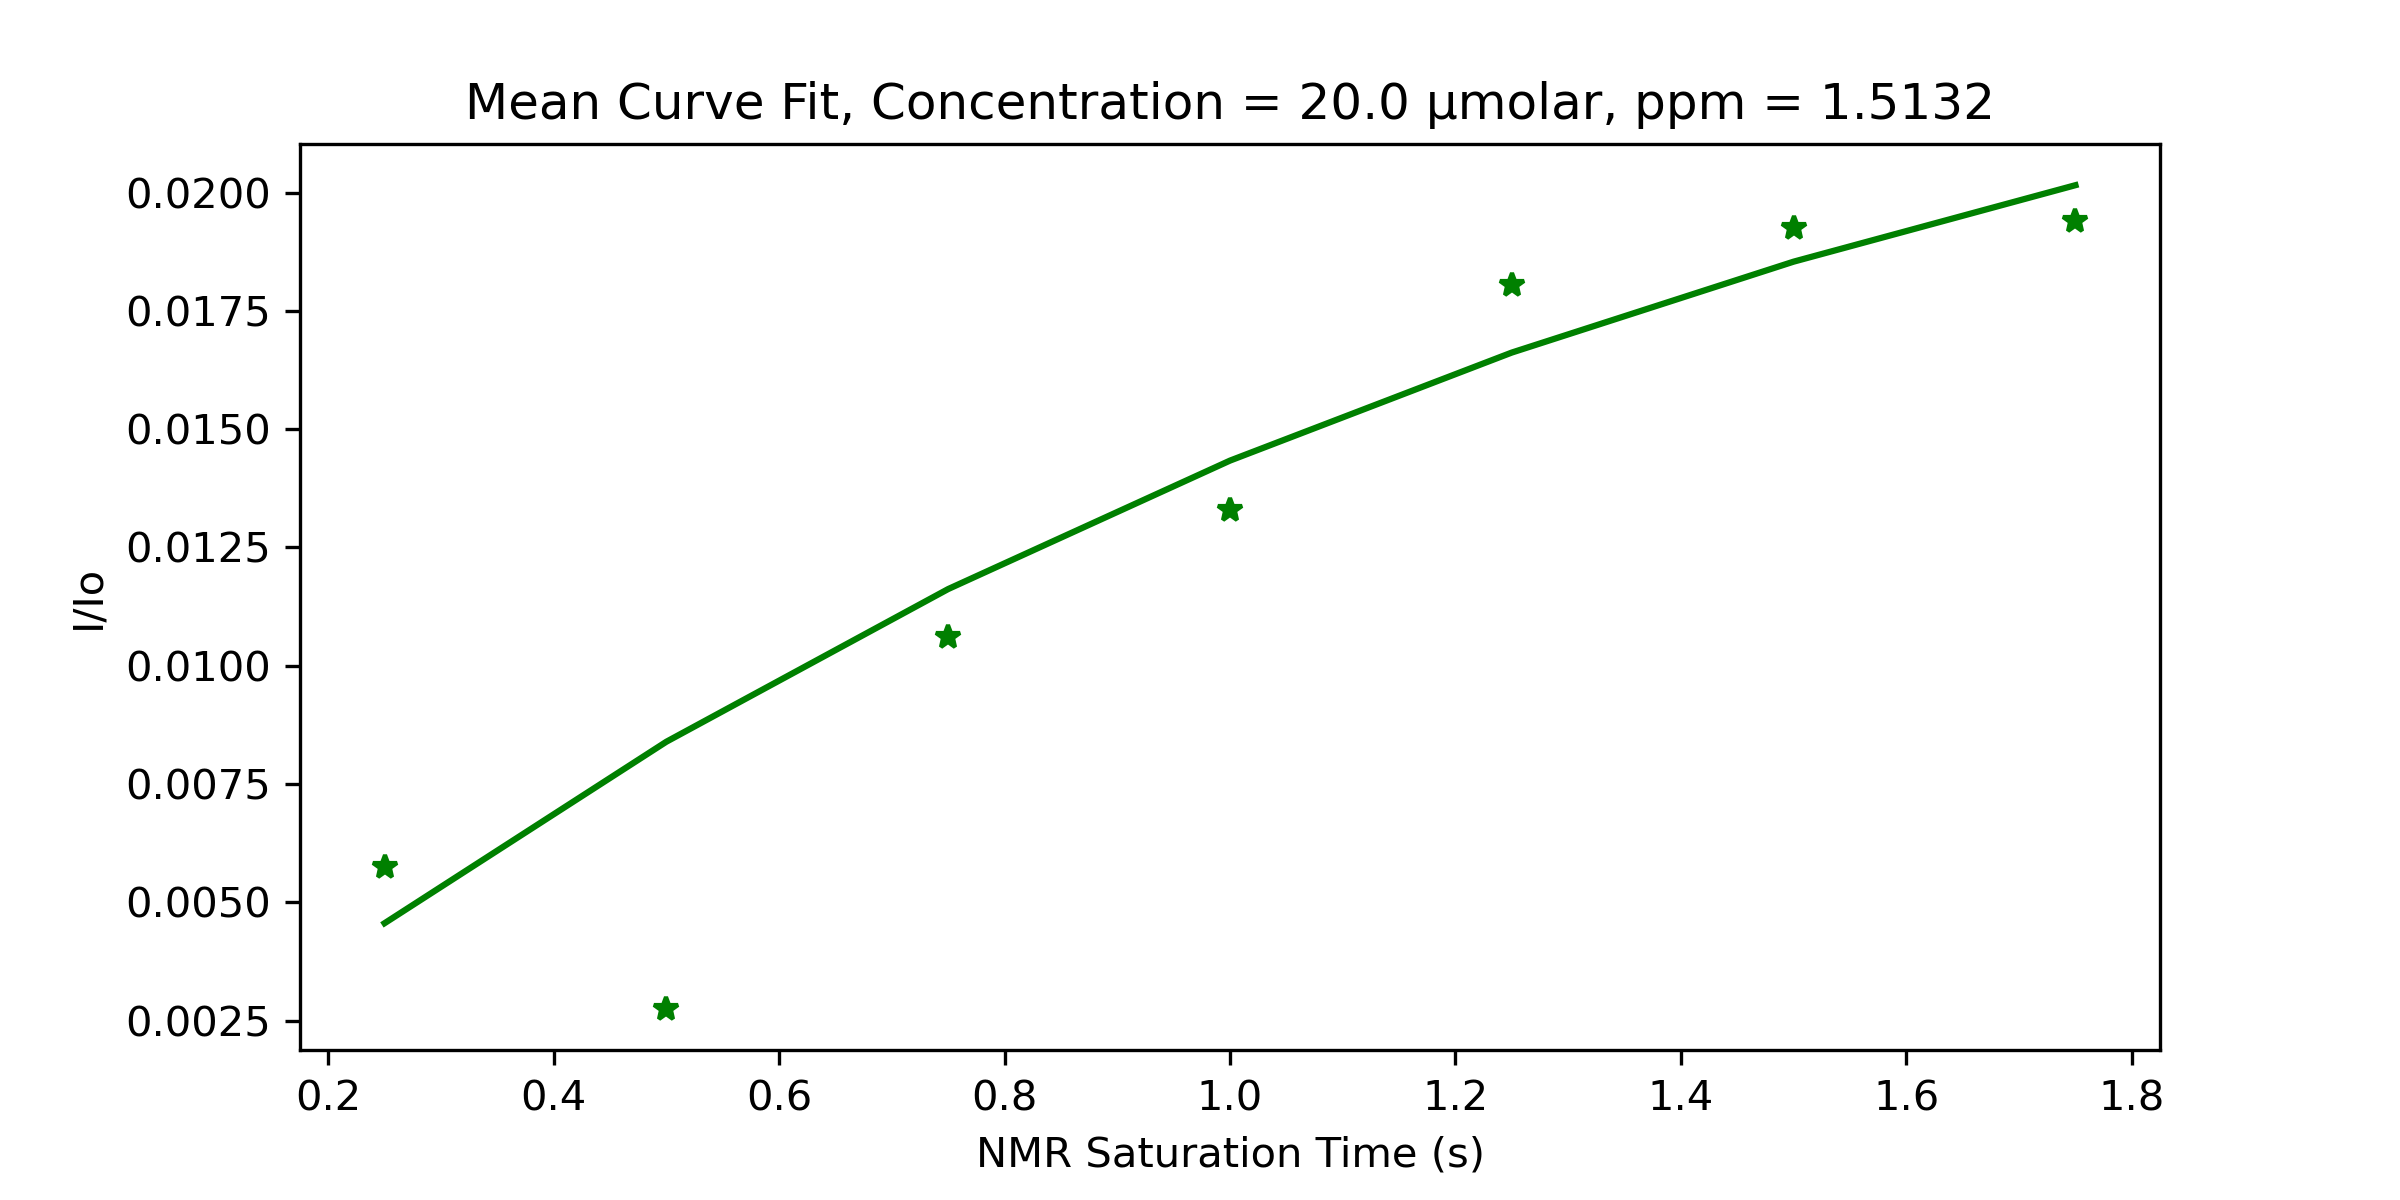 Mean Curve Fit, Concentration = 20.0 μmolar, ppm = 1.5132
0.0200
0.0175
0.0150
0.0125
0.0100
0.0075
0.0050
0.0025
I/Io
0.2 0.4 0.6 0.8 1.0 1.2 1.4 1.6 1.8
NMR Saturation Time (s)